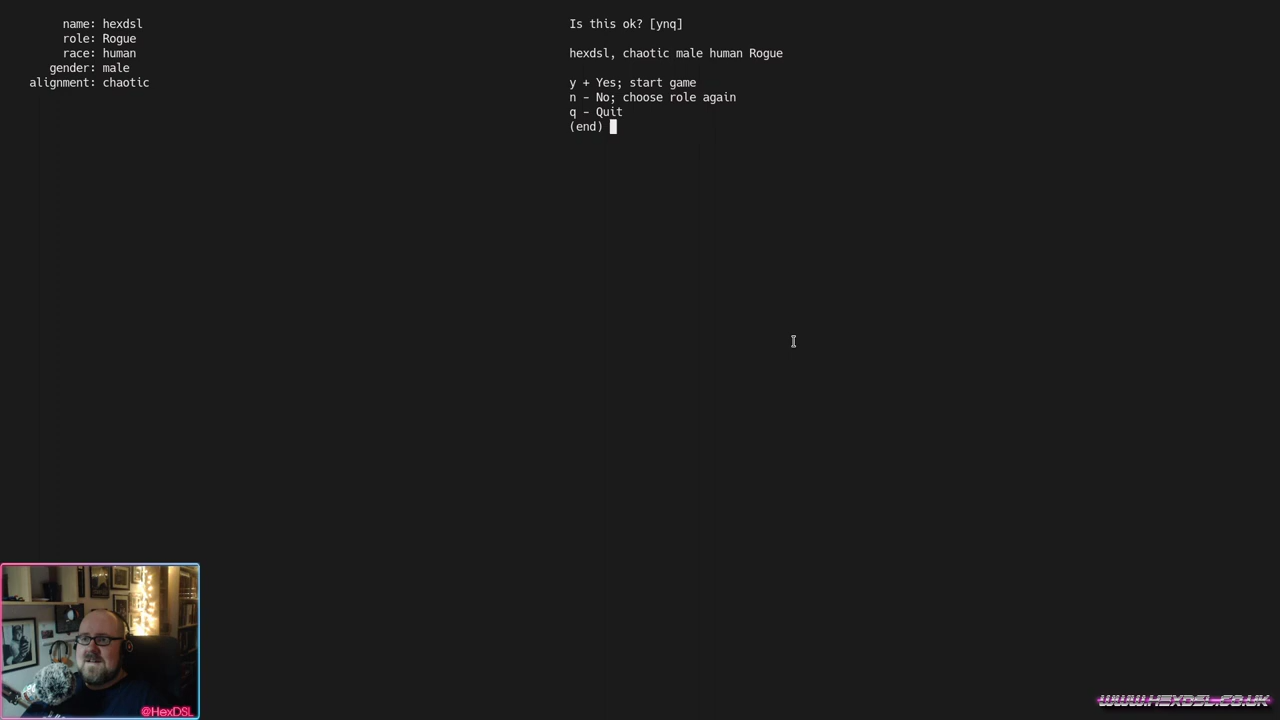 name: hexdsl
role: Rogue
race: human
gender: male
alignment: chaotic
Is this ok? [ynq]
hexdsl, chaotic male human Rogue
y + Yes; start game
n - No; choose role again
q - Quit
(end)
@HexDSL
WWW.HEXDSL.CO.UK